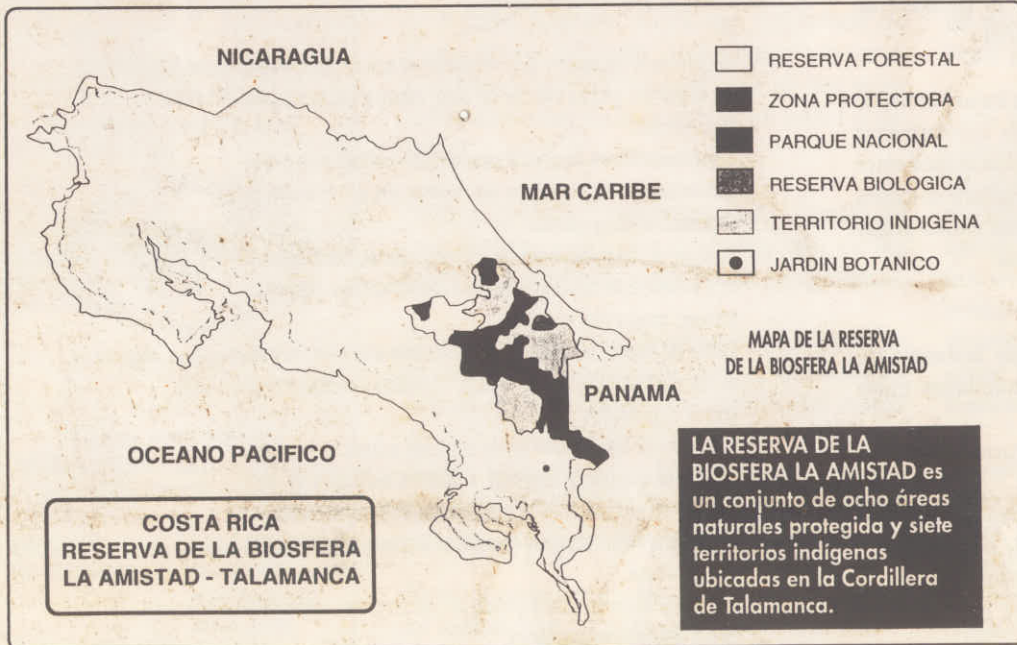 NICARAGUA
RESERVA FORESTAL
ZONA PROTECTORA
PARQUE NACIONAL
RESERVA BIOLOGICA
TERRITORIO INDIGENA
JARDIN BOTANICO
MAR CARIBE
MAPA DE LA RESERVA
DE LA BIOSFERA LA AMISTAD
PANAMA
OCEANO PACIFICO
COSTA RICA
RESERVA DE LA BIOSFERA
LA AMISTAD - TALAMANCA
LA RESERVA DE LA
BIOSFERA LA AMISTAD es
un conjunto de ocho áreas
naturales protegida y siete
territorios indígenas
ubicadas en la Cordillera
de Talamanca.